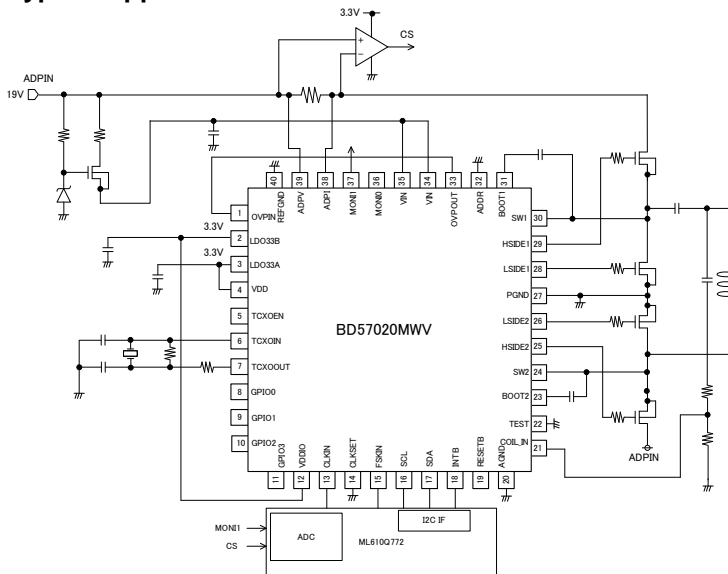 3.3V
CS
ADPIN
19V
40 39 38 37 36 35 34 33 32 31
REFGND ADPV ADPI MONI1 MONI0 VIN VIN OVPOUT ADDR BOOT1
1 OVPIN
3.3V
2 LDO33B
3.3V
3 LDO33A
4 VDD
5 TCXOEN
6 TCXOIN
7 TCXOOUT
8 GPIO0
9 GPIO1
10 GPIO2
BD57020MWV
SW1 30
HSIDE1 29
LSIDE1 28
PGND 27
LSIDE2 26
HSIDE2 25
SW2 24
BOOT2 23
TEST 22
COIL_IN 21
ADPIN
GPIO3 VDDIO CLKIN CLKSET FSKIN SCL SDA INTB RESETB AGND
11 12 13 14 15 16 17 18 19 20
MONI1
CS
ADC
ML610Q772
I2C IF